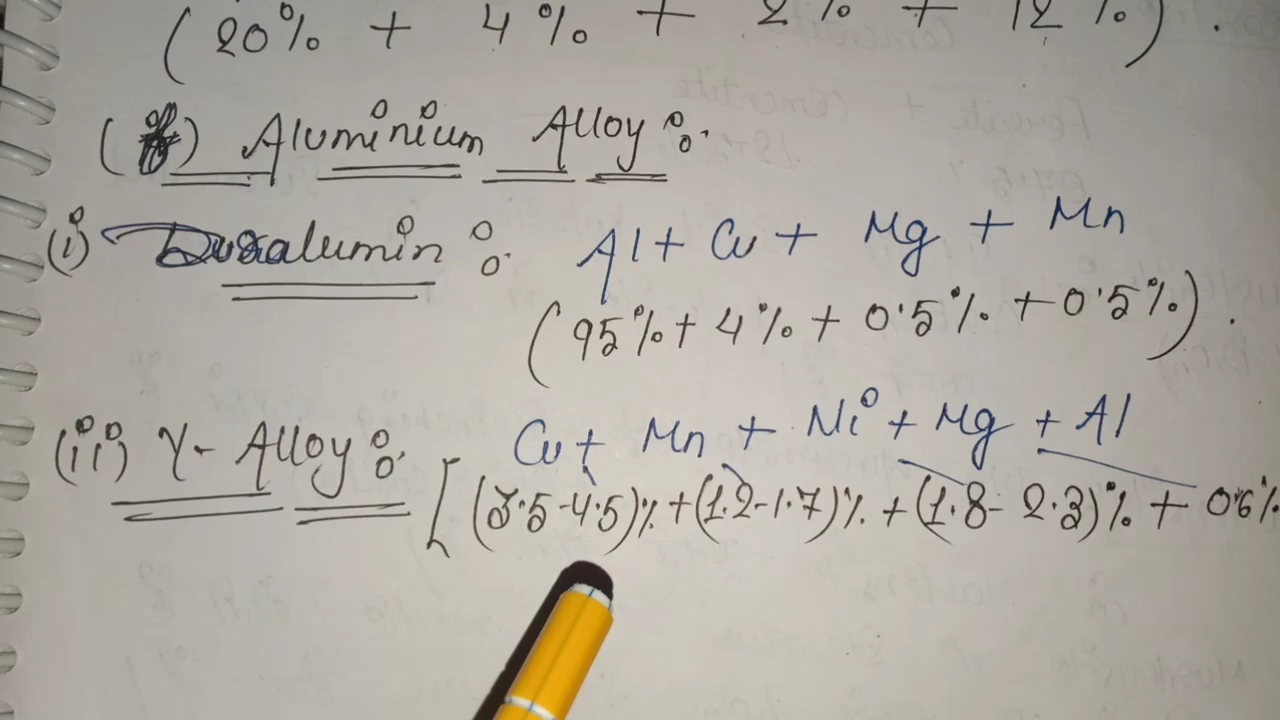 (20% + 4% + 2% + 12%).
( ) Aluminium Alloy :
(i) Duralumin : Al + Cu + Mg + Mn
(95% + 4% + 0.5% + 0.5%).
(ii) Y- Alloy : Cu + Mn + Ni + Mg + Al
[(3.5-4.5)% + (1.2-1.7)% + (1.8-2.3)% + 0.6%